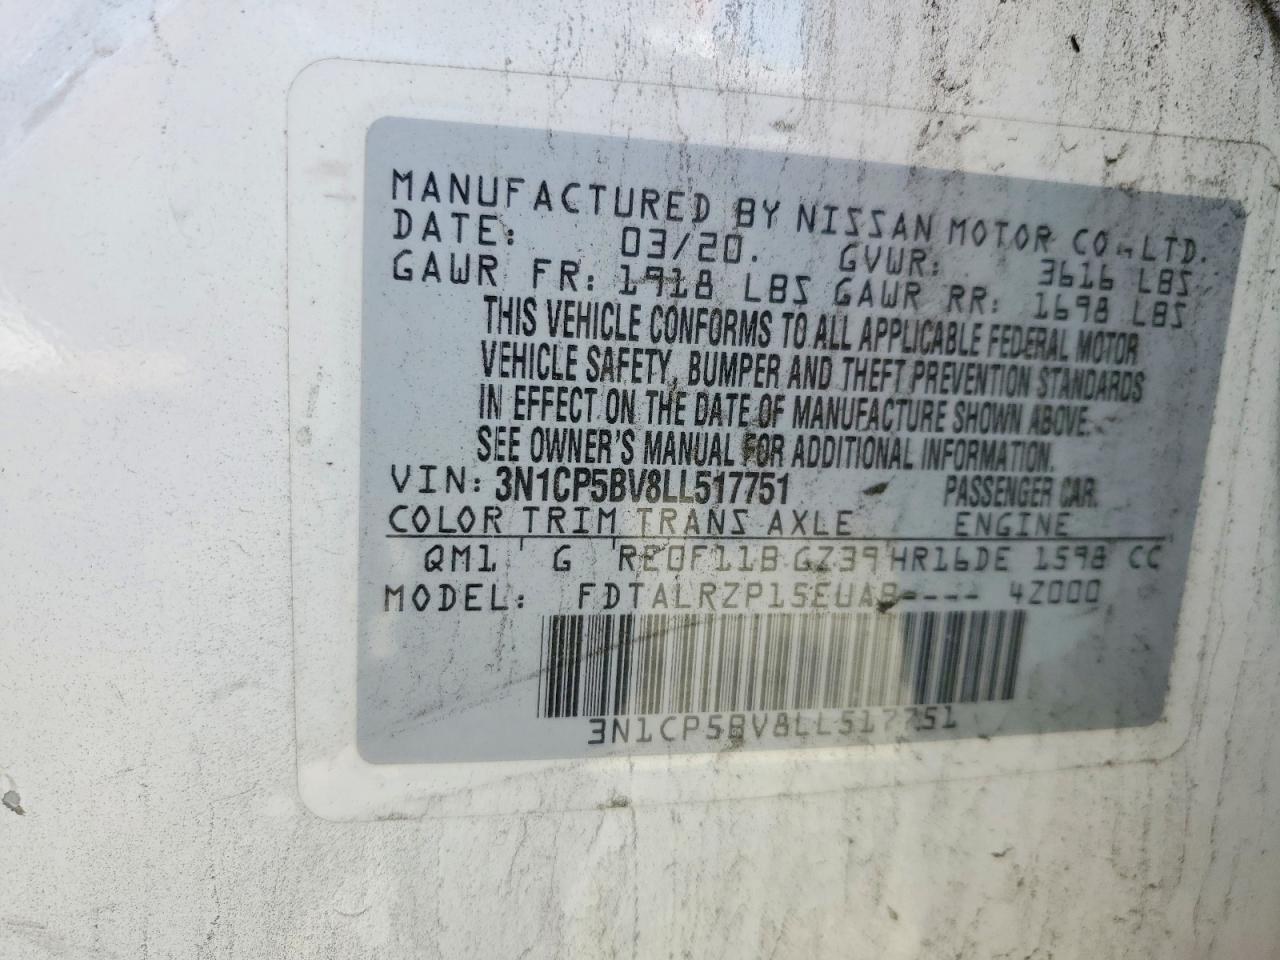 MANUFACTURED BY NISSAN MOTOR CO., LTD.
DATE: 03/20. GVWR: 3616 LBS
GAWR FR: 1918 LBS GAWR RR: 1698 LBS
THIS VEHICLE CONFORMS TO ALL APPLICABLE FEDERAL MOTOR
VEHICLE SAFETY, BUMPER AND THEFT PREVENTION STANDARDS
IN EFFECT ON THE DATE OF MANUFACTURE SHOWN ABOVE.
SEE OWNER'S MANUAL FOR ADDITIONAL INFORMATION.
VIN: 3N1CP5BV8LL517751 PASSENGER CAR.
COLOR TRIM TRANS AXLE ENGINE
QM1 G RE0F11B GZ39 HR16DE 1598 CC
MODEL: FDTALRZP15EUA8---- 4Z000
3N1CP5BV8LL517751